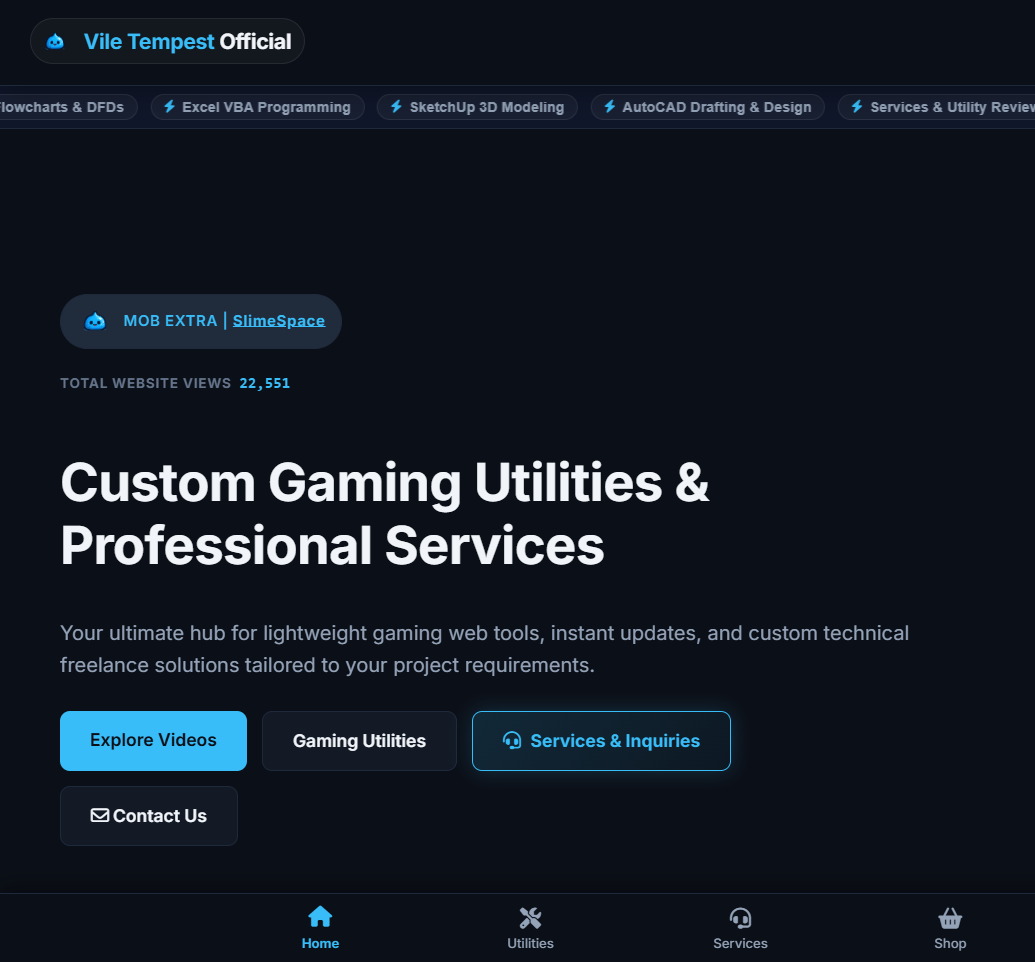 Vile Tempest Official
lowcharts & DFDs
Excel VBA Programming
SketchUp 3D Modeling
AutoCAD Drafting & Design
Services & Utility Review
MOB EXTRA | SlimeSpace
TOTAL WEBSITE VIEWS 22,551
Custom Gaming Utilities &
Professional Services
Your ultimate hub for lightweight gaming web tools, instant updates, and custom technical
freelance solutions tailored to your project requirements.
Explore Videos
Gaming Utilities
Services & Inquiries
Contact Us
Home
Utilities
Services
Shop